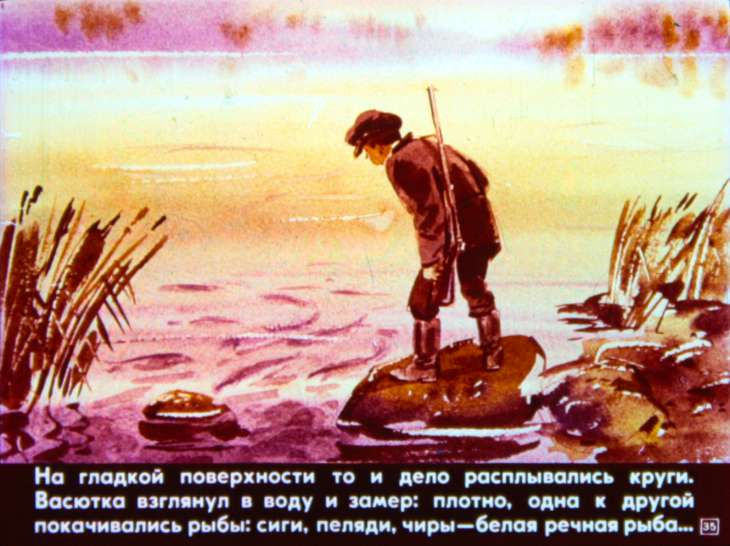 На гладкой поверхности то и дело расплывались круги.
Васютка взглянул в воду и замер: плотно, одна к другой
покачивались рыбы: сиги, пеляди, чиры—белая речная рыба... 35